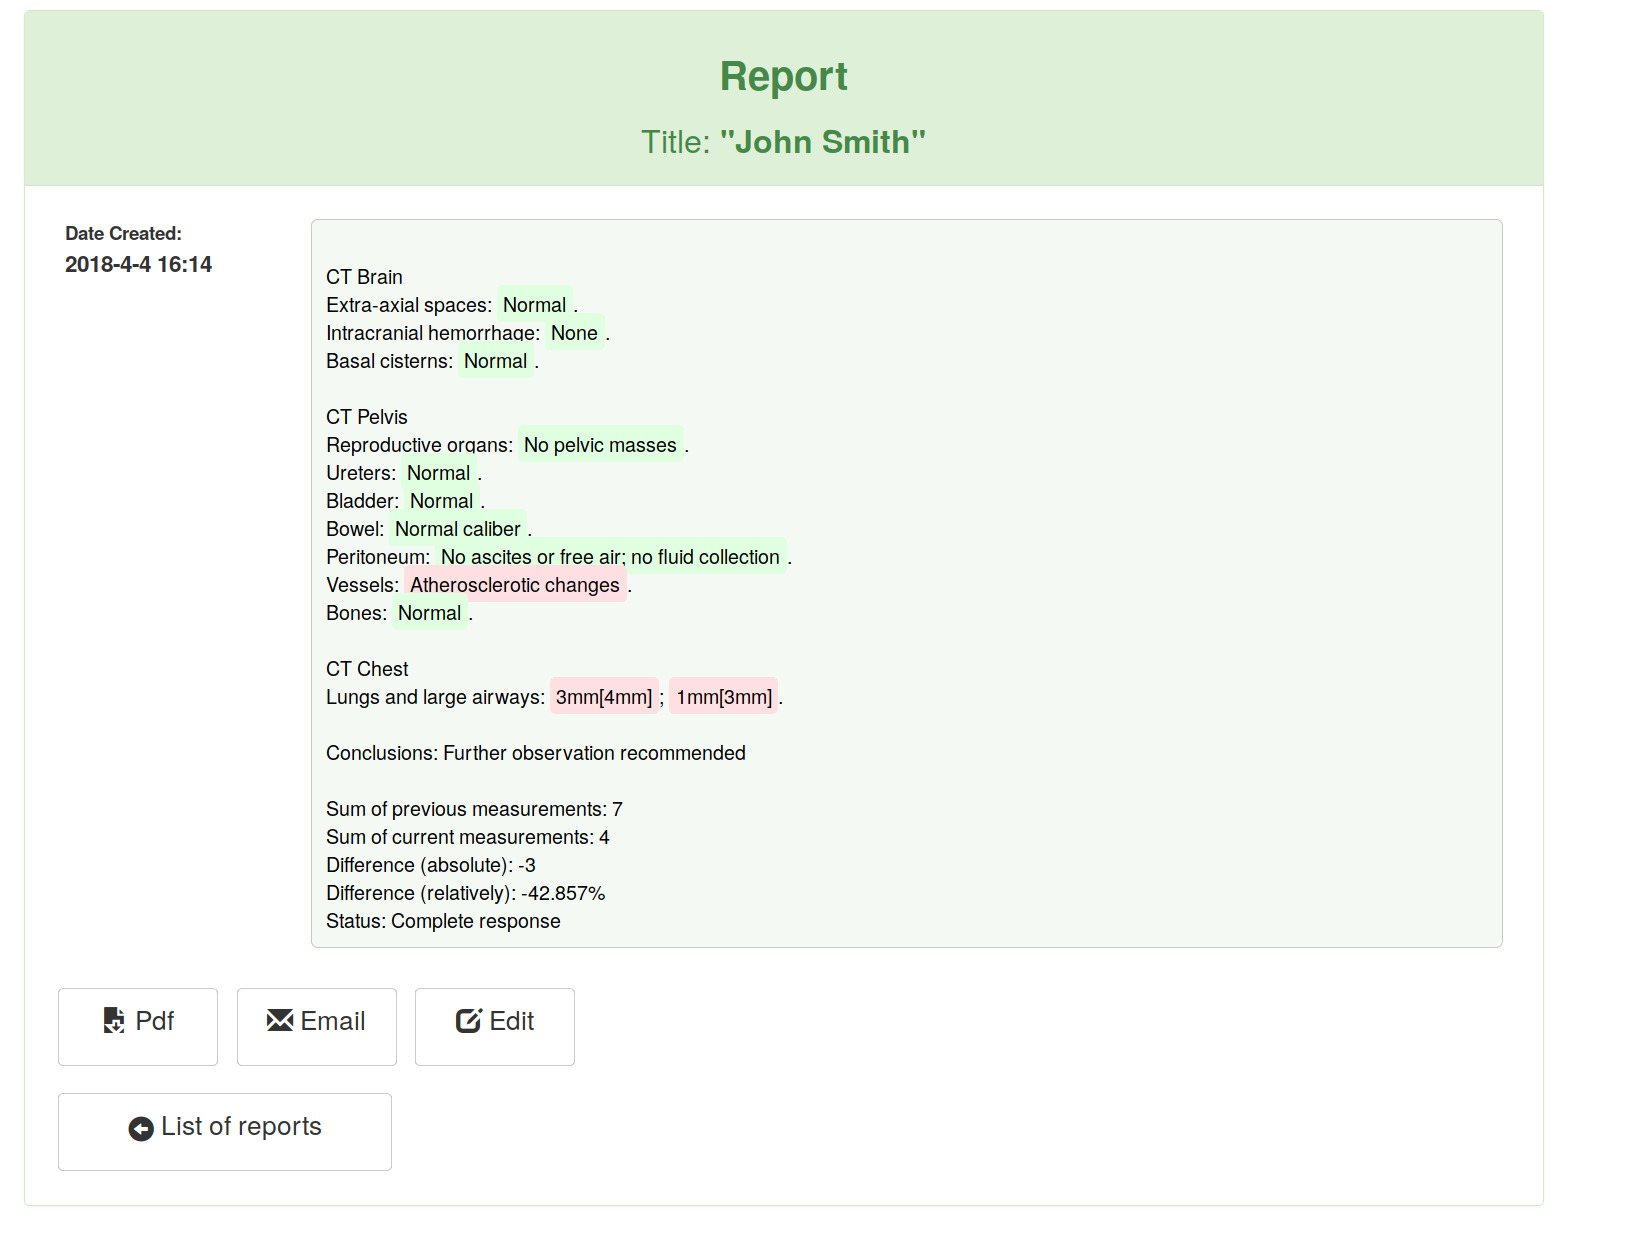 Report
Title: "John Smith"
Date Created:
2018-4-4 16:14
CT Brain
Extra-axial spaces: Normal .
Intracranial hemorrhage: None .
Basal cisterns: Normal .
CT Pelvis
Reproductive organs: No pelvic masses .
Ureters: Normal .
Bladder: Normal .
Bowel: Normal caliber .
Peritoneum: No ascites or free air; no fluid collection .
Vessels: Atherosclerotic changes .
Bones: Normal .
CT Chest
Lungs and large airways: 3mm[4mm] ; 1mm[3mm] .
Conclusions: Further observation recommended
Sum of previous measurements: 7
Sum of current measurements: 4
Difference (absolute): -3
Difference (relatively): -42.857%
Status: Complete response
Pdf
Email
Edit
List of reports